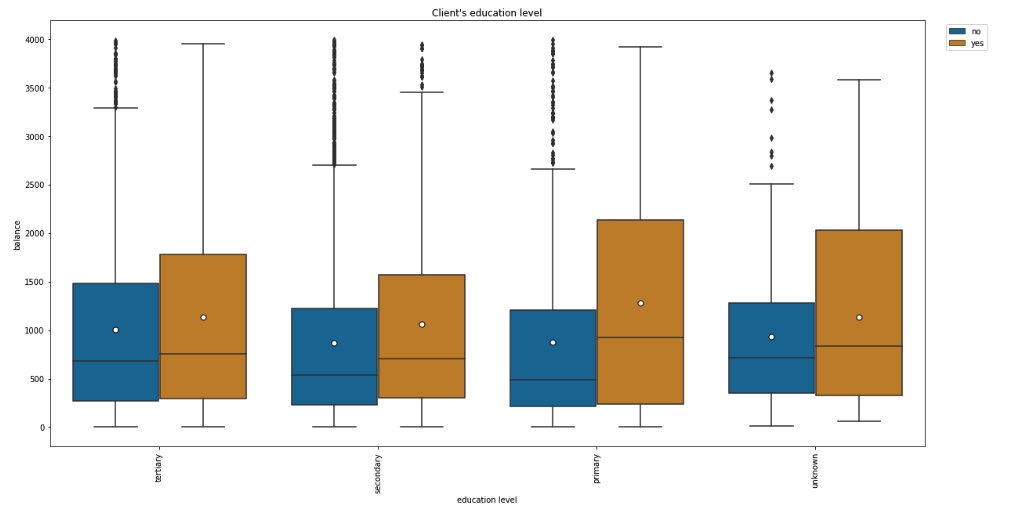 Client's education level
no
yes
4000
3500
3000
2500
2000
1500
1000
500
0
balance
tertiary
secondary
primary
unknown
education level